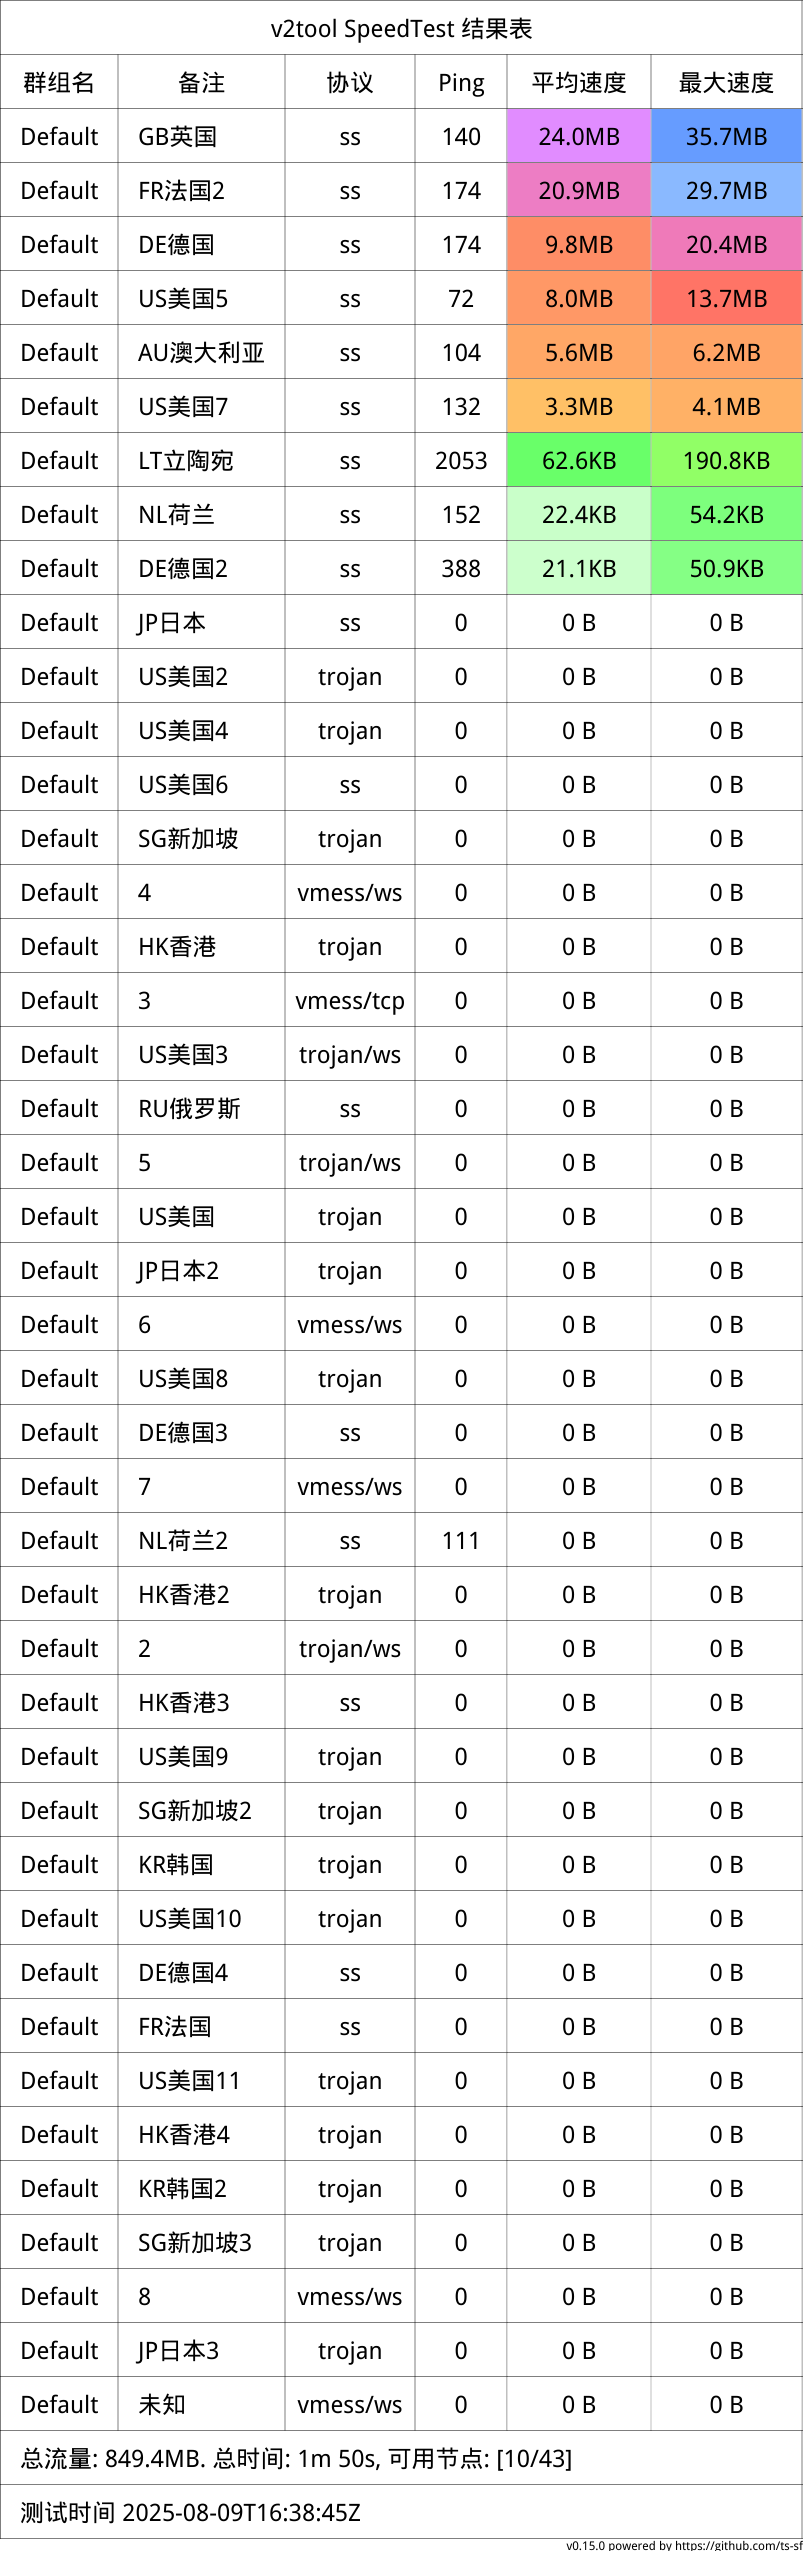 v2tool SpeedTest 结果表
群组名 备注 协议 Ping 平均速度 最大速度
Default GB英国 ss 140 24.0MB 35.7MB
Default FR法国2 ss 174 20.9MB 29.7MB
Default DE德国 ss 174 9.8MB 20.4MB
Default US美国5 ss 72 8.0MB 13.7MB
Default AU澳大利亚 ss 104 5.6MB 6.2MB
Default US美国7 ss 132 3.3MB 4.1MB
Default LT立陶宛 ss 2053 62.6KB 190.8KB
Default NL荷兰 ss 152 22.4KB 54.2KB
Default DE德国2 ss 388 21.1KB 50.9KB
Default JP日本 ss 0 0 B 0 B
Default US美国2 trojan 0 0 B 0 B
Default US美国4 trojan 0 0 B 0 B
Default US美国6 ss 0 0 B 0 B
Default SG新加坡 trojan 0 0 B 0 B
Default 4 vmess/ws 0 0 B 0 B
Default HK香港 trojan 0 0 B 0 B
Default 3 vmess/tcp 0 0 B 0 B
Default US美国3 trojan/ws 0 0 B 0 B
Default RU俄罗斯 ss 0 0 B 0 B
Default 5 trojan/ws 0 0 B 0 B
Default US美国 trojan 0 0 B 0 B
Default JP日本2 trojan 0 0 B 0 B
Default 6 vmess/ws 0 0 B 0 B
Default US美国8 trojan 0 0 B 0 B
Default DE德国3 ss 0 0 B 0 B
Default 7 vmess/ws 0 0 B 0 B
Default NL荷兰2 ss 111 0 B 0 B
Default HK香港2 trojan 0 0 B 0 B
Default 2 trojan/ws 0 0 B 0 B
Default HK香港3 ss 0 0 B 0 B
Default US美国9 trojan 0 0 B 0 B
Default SG新加坡2 trojan 0 0 B 0 B
Default KR韩国 trojan 0 0 B 0 B
Default US美国10 trojan 0 0 B 0 B
Default DE德国4 ss 0 0 B 0 B
Default FR法国 ss 0 0 B 0 B
Default US美国11 trojan 0 0 B 0 B
Default HK香港4 trojan 0 0 B 0 B
Default KR韩国2 trojan 0 0 B 0 B
Default SG新加坡3 trojan 0 0 B 0 B
Default 8 vmess/ws 0 0 B 0 B
Default JP日本3 trojan 0 0 B 0 B
Default 未知 vmess/ws 0 0 B 0 B
总流量: 849.4MB. 总时间: 1m 50s, 可用节点: [10/43]
测试时间 2025-08-09T16:38:45Z
v0.15.0 powered by https://github.com/ts-sf